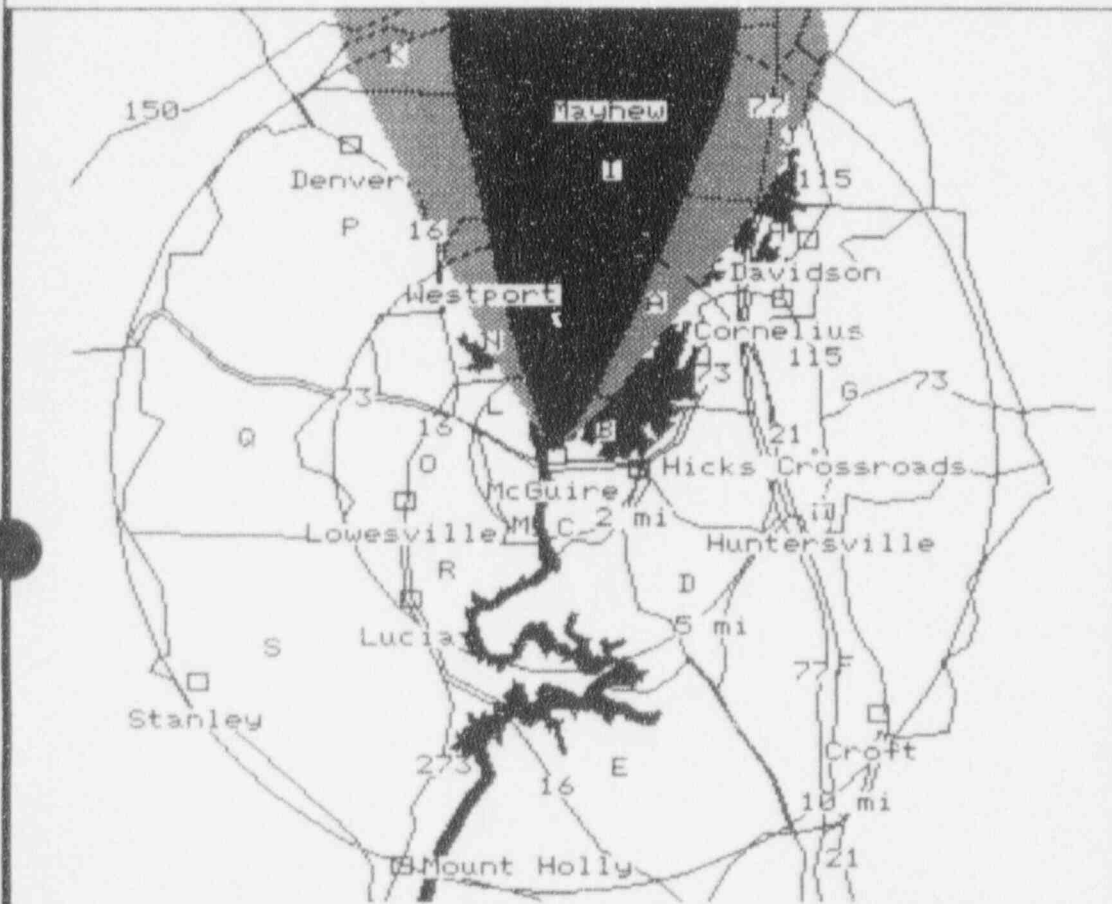 K
150
Mayhew
77
I
J
115
Denver
P
16
H
Davidson
Westport
A
Cornelius
N
115
73
73
G
73
L
16
B
21
Q
O
Hicks Crossroads
McGuire
2 mi
M
C
Lowesville
Huntersville
R
D
5 mi
Lucia
S
77
F
Stanley
Croft
273
E
16
10 mi
21
Mount Holly